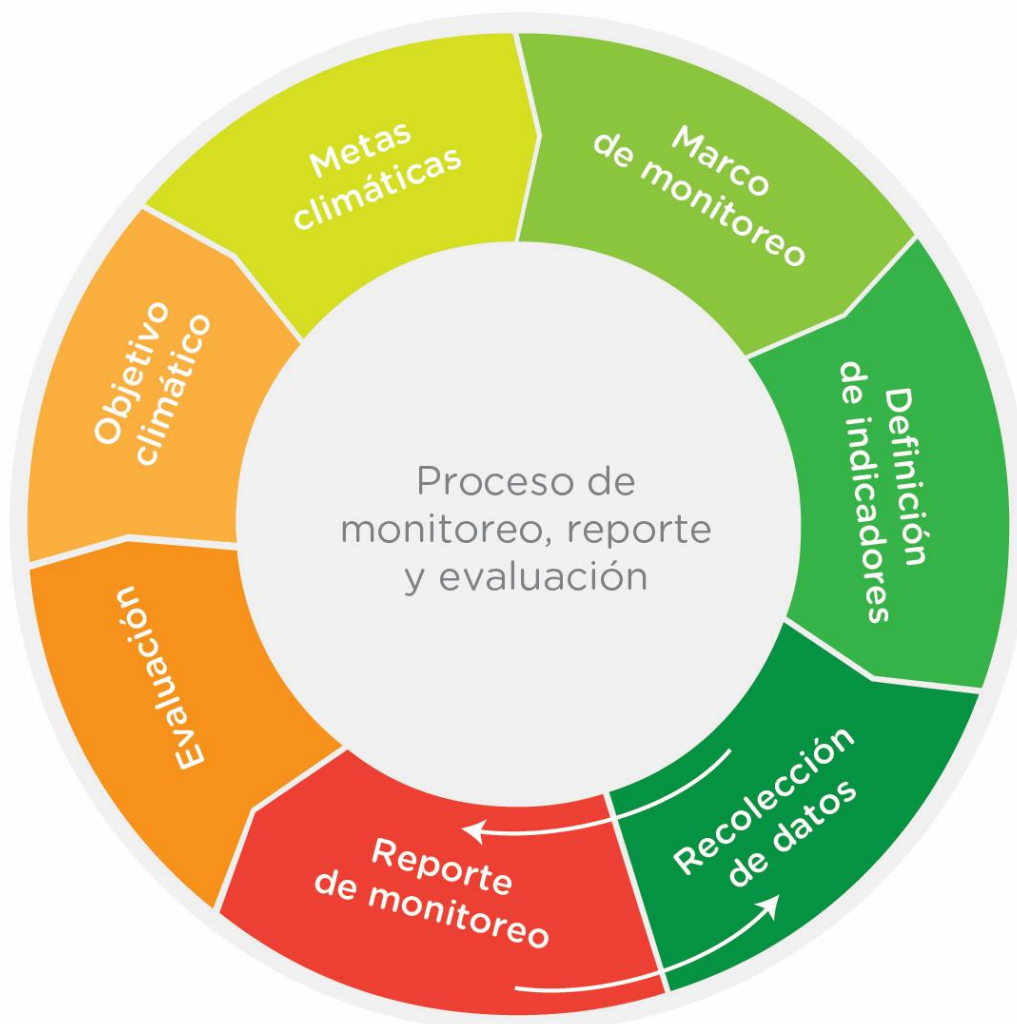 Metas
climáticas
Marco
de monitoreo
Definición
de indicadores
Recolección
de datos
Reporte
de monitoreo
Evaluación
Objetivo
climático
Proceso de
monitoreo, reporte
y evaluación